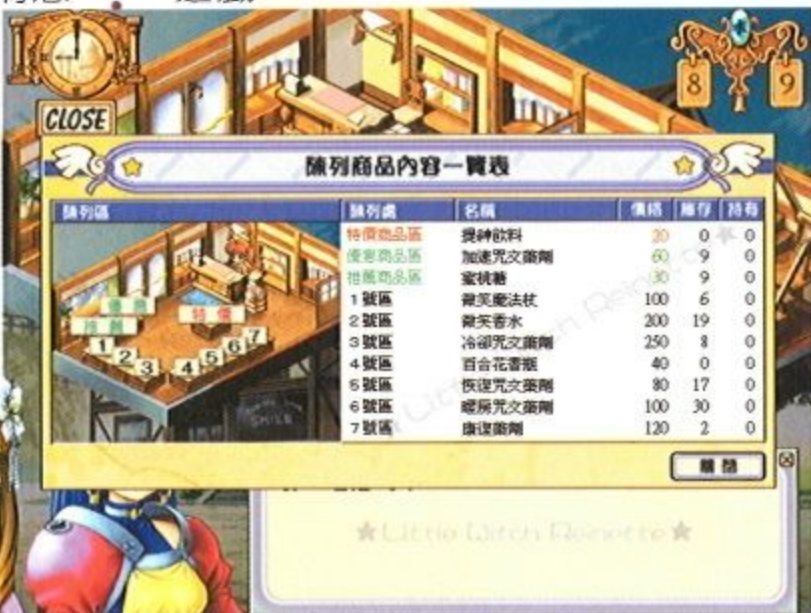 8 9
CLOSE
陳列商品內容一覽表
陳列區 陳列處 名稱 價格 庫存 持有
特價商品區 提神飲料 20 0 0
優惠商品區 加速咒文藥劑 60 9 0
推薦商品區 蜜桃糖 30 9 0
1號區 微笑魔法杖 100 6 0
2號區 微笑香水 200 19 0
3號區 冷卻咒文藥劑 250 8 0
4號區 百合花香瓶 40 0 0
5號區 恢復咒文藥劑 80 17 0
6號區 暖房咒文藥劑 100 30 0
7號區 康復藥劑 120 2 0
優惠
推薦 特價
1 2 3 4 5 6 7
SMILE
關閉
★Little Witch Reinette★